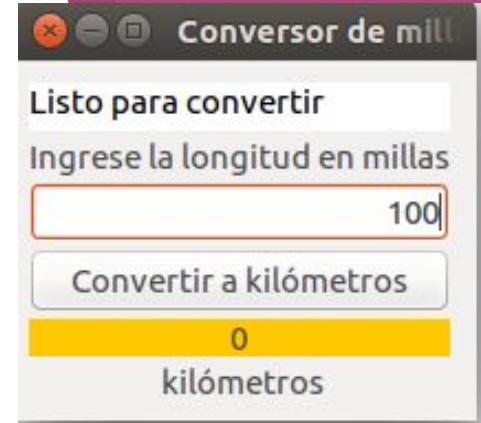 Conversor de mill
Listo para convertir
Ingrese la longitud en millas
100
Convertir a kilómetros
0
kilómetros